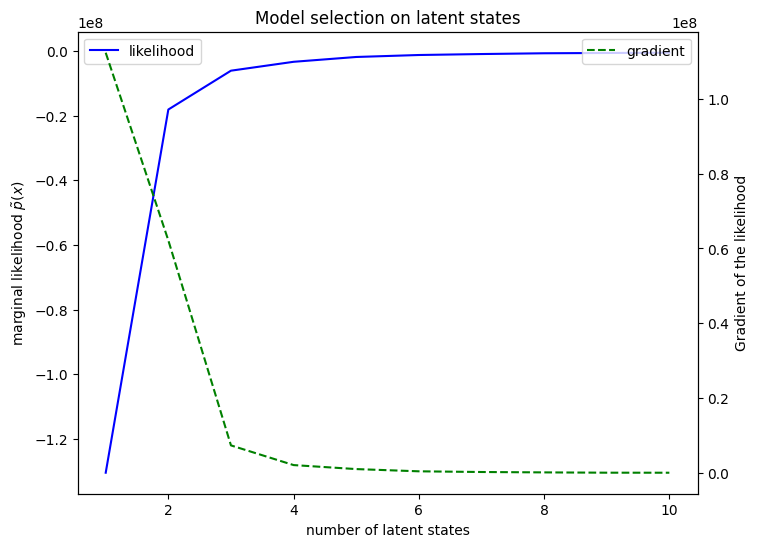 Model selection on latent states
1e8
1e8
likelihood
gradient
0.0
−0.2
−0.4
−0.6
−0.8
−1.0
−1.2
marginal likelihood p̃(x)
1.0
0.8
0.6
0.4
0.2
0.0
Gradient of the likelihood
2
4
6
8
10
number of latent states